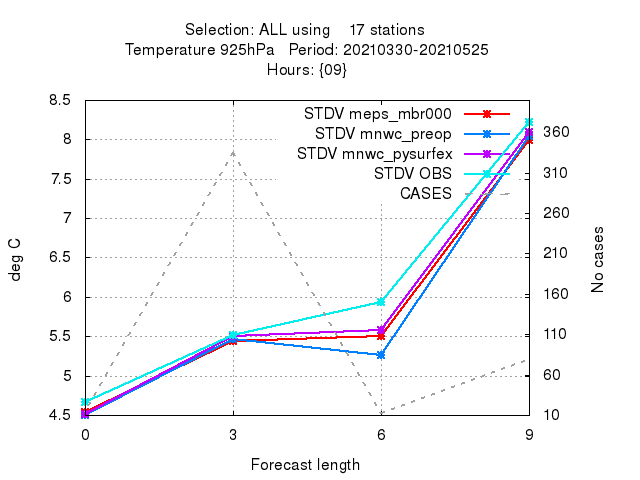 Selection: ALL using    17 stations
Temperature 925hPa   Period: 20210330-20210525
Hours: {09}
STDV meps_mbr000
STDV mnwc_preop
STDV mnwc_pysurfex
STDV OBS
CASES
8.5
8
7.5
7
6.5
6
5.5
5
4.5
deg C
360
310
260
210
160
110
60
10
No cases
0 3 6 9
Forecast length